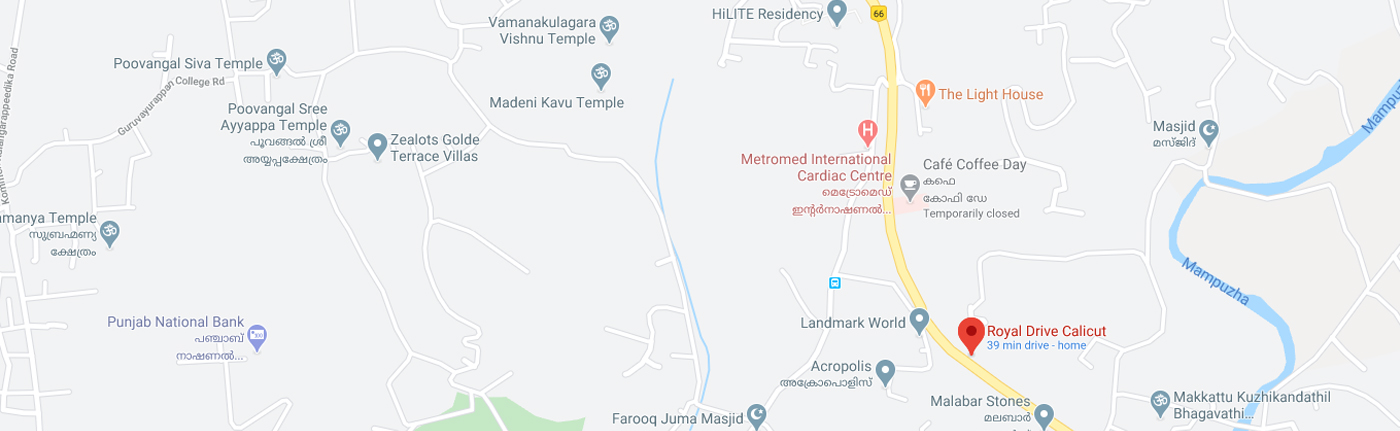 HiLITE Residency
66
Vamanakulagara
Vishnu Temple
Poovangal Siva Temple
Guruvayurappan College Rd
Madeni Kavu Temple
The Light House
Poovangal Sree
Ayyappa Temple
പൂവങ്ങൽ ശ്രീ
അയ്യപ്പക്ഷേത്രം
Zealots Golde
Terrace Villas
Masjid
മസ്ജിദ്
Metromed International
Cardiac Centre
മെട്രോമെഡ്
ഇന്റർനാഷണൽ...
Café Coffee Day
കഫെ
കോഫി ഡേ
Temporarily closed
Temple
സുബ്രഹ്മണ്യ
ക്ഷേത്രം
Mampuzha
Punjab National Bank
പഞ്ചാബ്
നാഷണൽ...
Landmark World
Royal Drive Calicut
39 min drive - home
Acropolis
അക്രോപൊളിസ്
Malabar Stones
മലബാർ
Makkattu Kuzhikandathil
Bhagavathi...
Farooq Juma Masjid